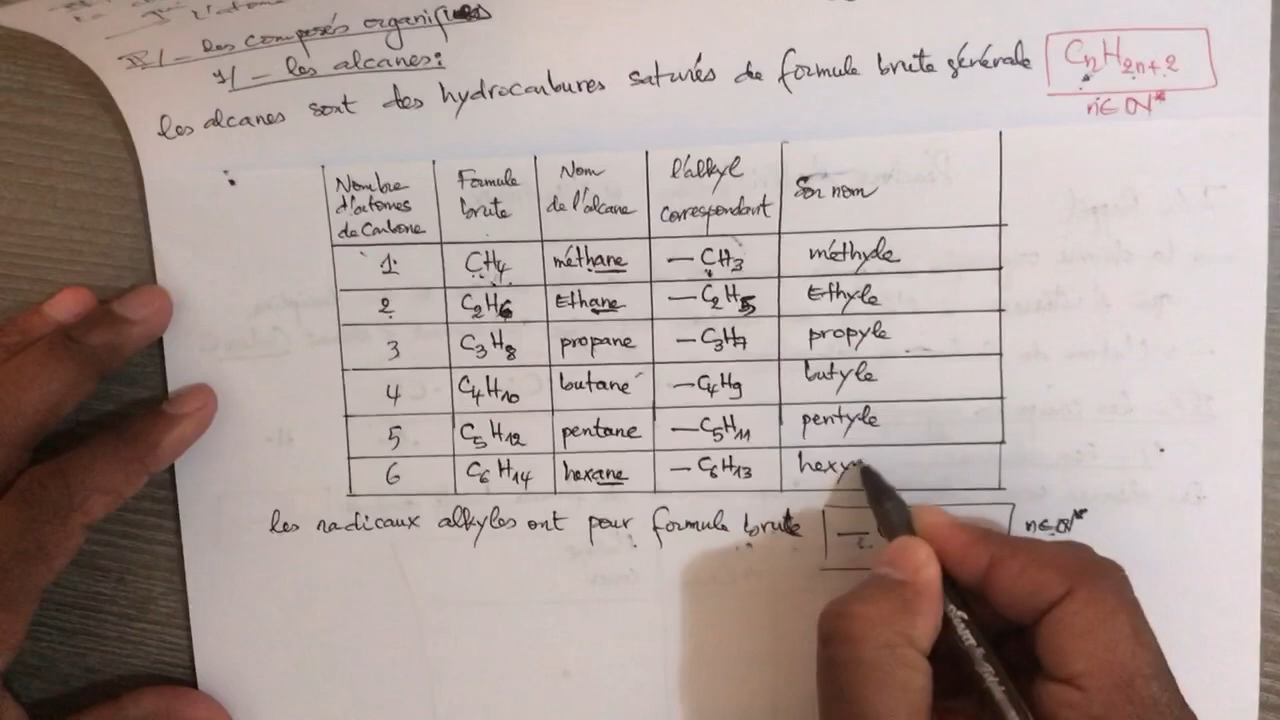 IV/ - les composés organiques
1/ - les alcanes:
les alcanes sont des hydrocarbures saturés de formule brute générale CnH2n+2
n∈N*
Nombre d'atomes de Carbone | Formule brute | Nom de l'alcane | l'alkyl correspondant | Son nom
1 | CH4 | méthane | —CH3 | méthyle
2 | C2H6 | Ethane | —C2H5 | Ethyle
3 | C3H8 | propane | —C3H7 | propyle
4 | C4H10 | butane | —C4H9 | butyle
5 | C5H12 | pentane | —C5H11 | pentyle
6 | C6H14 | hexane | —C6H13 | hexy
les radicaux alkyles ont pour formule brute — n∈N*